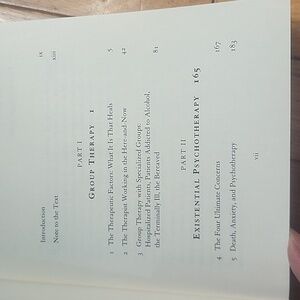 Introduction ix
Note to the Text xiii
PART I
GROUP THERAPY 1
1 The Therapeutic Factors: What It Is That Heals 5
2 The Therapist Working in the Here-and-Now 42
3 Group Therapy with Specialized Groups:
Hospitalized Patients, Patients Addicted to Alcohol,
the Terminally Ill, the Bereaved 81
PART II
EXISTENTIAL PSYCHOTHERAPY 165
4 The Four Ultimate Concerns 167
5 Death, Anxiety, and Psychotherapy 183
vii